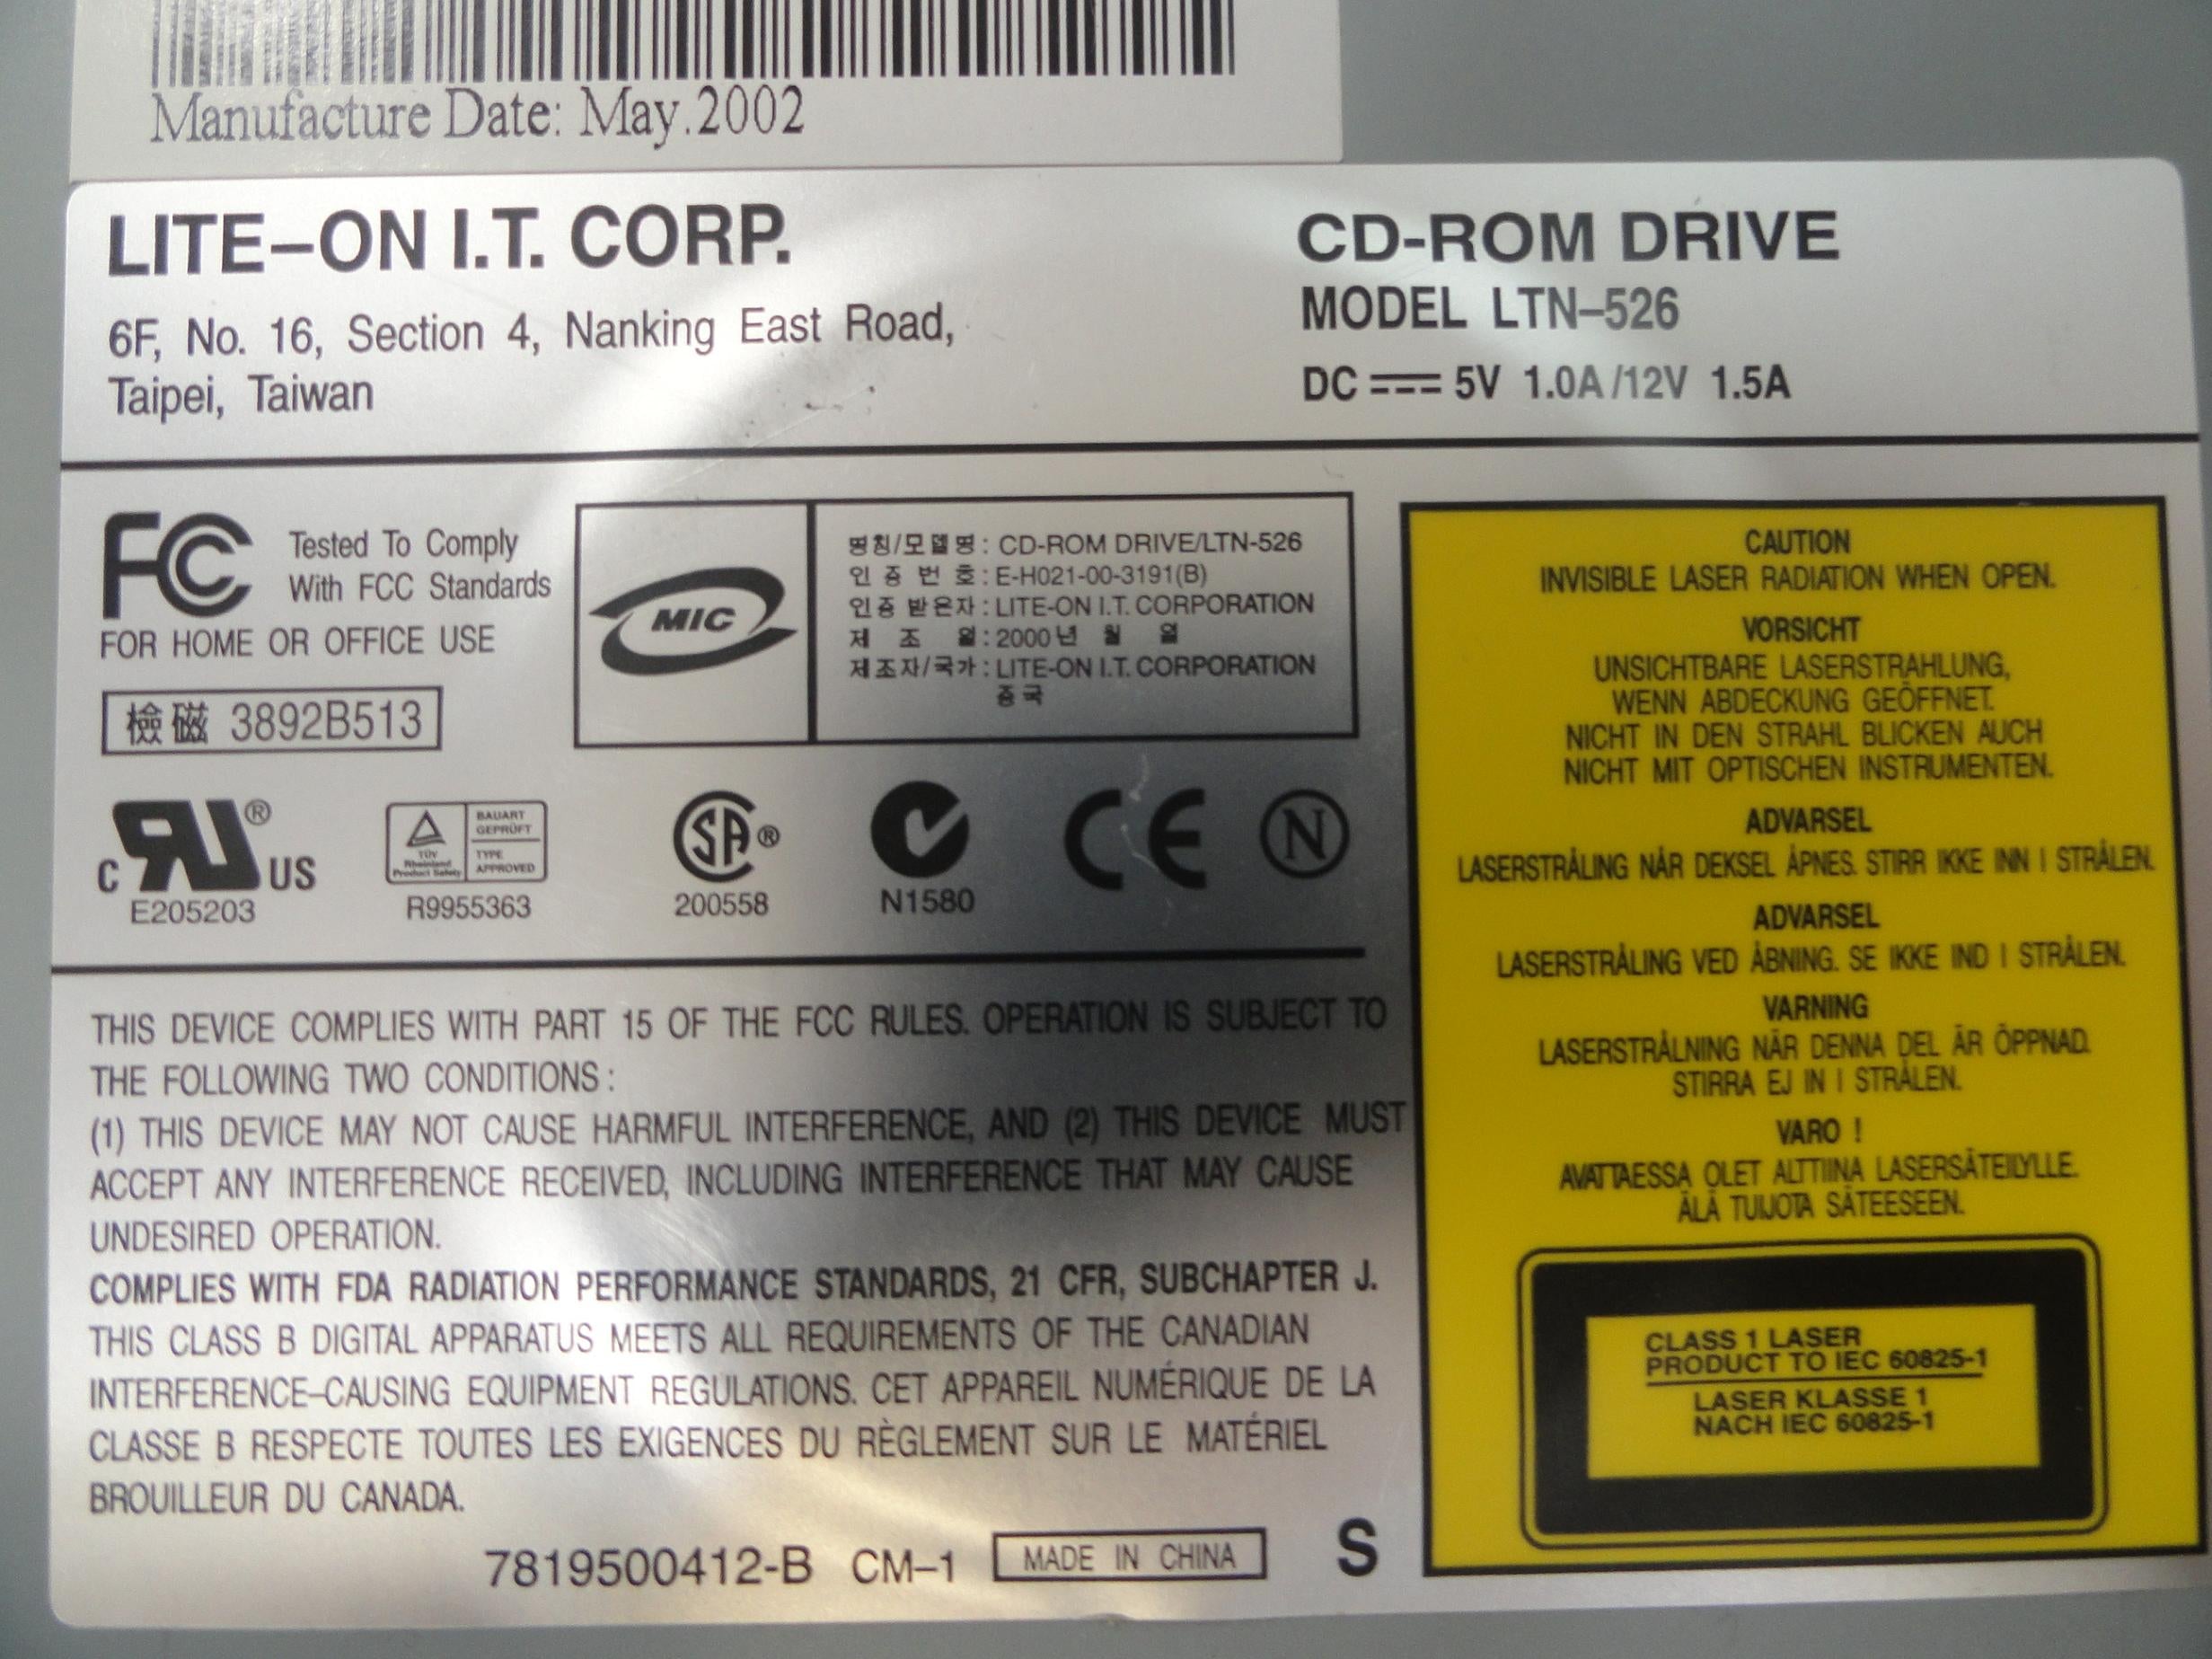 Manufacture Date: May.2002
LITE-ON I.T. CORP.
6F, No. 16, Section 4, Nanking East Road,
Taipei, Taiwan
CD-ROM DRIVE
MODEL LTN-526
DC 5V 1.0A/12V 1.5A
FC Tested To Comply
With FCC Standards
FOR HOME OR OFFICE USE
檢磁 3892B513
MIC
명칭/모델명: CD-ROM DRIVE/LTN-526
인 증 번 호: E-H021-00-3191(B)
인증 받은자: LITE-ON I.T. CORPORATION
제 조 일: 2000년 월 일
제조자/국가: LITE-ON I.T. CORPORATION
중국
C RU® US
E205203
TÜV
Rheinland
Product Safety
BAUART
GEPRÜFT
TYPE
APPROVED
R9955363
SA®
200558
N1580
CE
N
THIS DEVICE COMPLIES WITH PART 15 OF THE FCC RULES. OPERATION IS SUBJECT TO
THE FOLLOWING TWO CONDITIONS:
(1) THIS DEVICE MAY NOT CAUSE HARMFUL INTERFERENCE, AND (2) THIS DEVICE MUST
ACCEPT ANY INTERFERENCE RECEIVED, INCLUDING INTERFERENCE THAT MAY CAUSE
UNDESIRED OPERATION.
COMPLIES WITH FDA RADIATION PERFORMANCE STANDARDS, 21 CFR, SUBCHAPTER J.
THIS CLASS B DIGITAL APPARATUS MEETS ALL REQUIREMENTS OF THE CANADIAN
INTERFERENCE-CAUSING EQUIPMENT REGULATIONS. CET APPAREIL NUMÉRIQUE DE LA
CLASSE B RESPECTE TOUTES LES EXIGENCES DU RÈGLEMENT SUR LE MATÉRIEL
BROUILLEUR DU CANADA.
7819500412-B CM-1 MADE IN CHINA S
CAUTION
INVISIBLE LASER RADIATION WHEN OPEN.
VORSICHT
UNSICHTBARE LASERSTRAHLUNG,
WENN ABDECKUNG GEÖFFNET.
NICHT IN DEN STRAHL BLICKEN AUCH
NICHT MIT OPTISCHEN INSTRUMENTEN.
ADVARSEL
LASERSTRÅLING NÅR DEKSEL ÅPNES. STIRR IKKE INN I STRÅLEN.
ADVARSEL
LASERSTRÅLING VED ÅBNING. SE IKKE IND I STRÅLEN.
VARNING
LASERSTRÅLNING NÄR DENNA DEL ÄR ÖPPNAD.
STIRRA EJ IN I STRÅLEN.
VARO !
AVATTAESSA OLET ALTTIINA LASERSÄTEILYLLE.
ÄLÄ TUIJOTA SÄTEESEEN.
CLASS 1 LASER
PRODUCT TO IEC 60825-1
LASER KLASSE 1
NACH IEC 60825-1